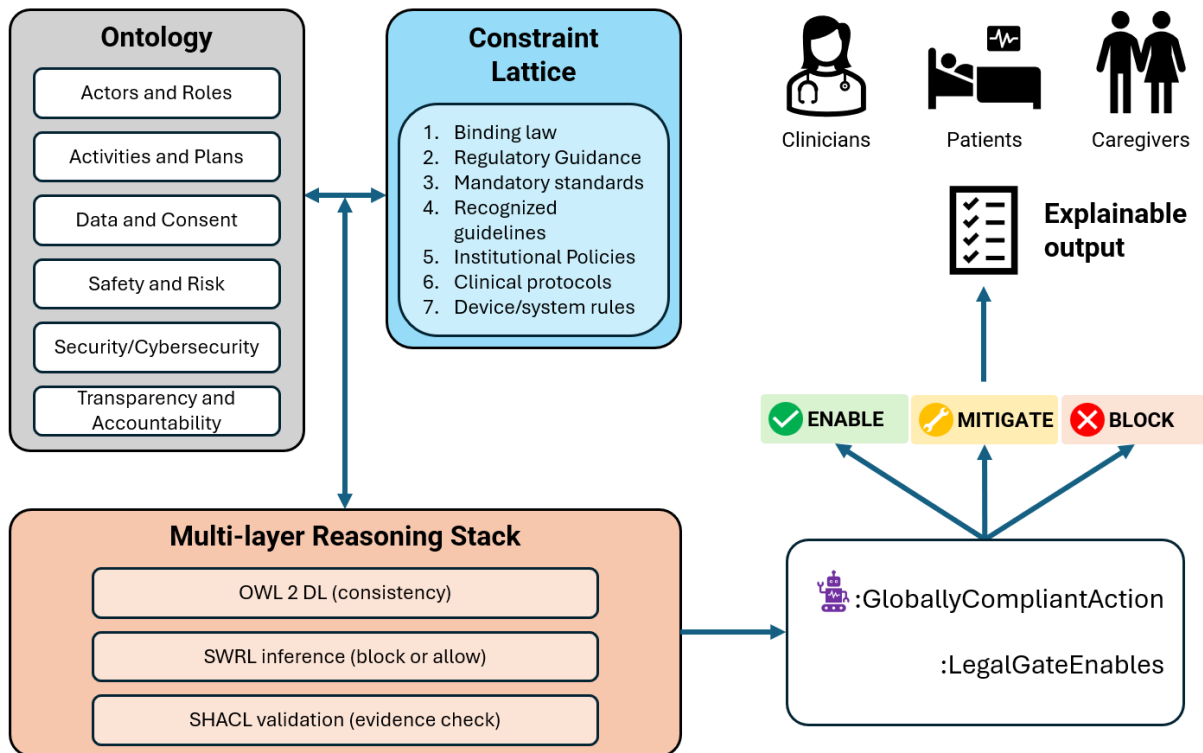 Ontology
Actors and Roles
Activities and Plans
Data and Consent
Safety and Risk
Security/Cybersecurity
Transparency and
Accountability
Constraint
Lattice
1. Binding law
2. Regulatory Guidance
3. Mandatory standards
4. Recognized
guidelines
5. Institutional Policies
6. Clinical protocols
7. Device/system rules
Clinicians
Patients
Caregivers
Explainable
output
ENABLE
MITIGATE
BLOCK
Multi-layer Reasoning Stack
OWL 2 DL (consistency)
SWRL inference (block or allow)
SHACL validation (evidence check)
:GloballyCompliantAction
:LegalGateEnables